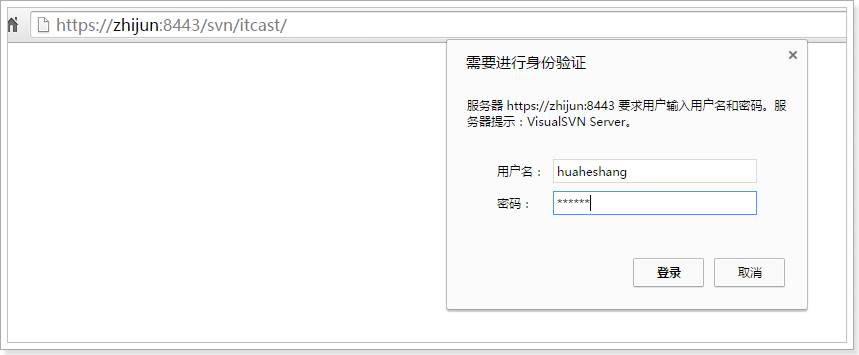 https://zhijun:8443/svn/itcast/
需要进行身份验证
服务器 https://zhijun:8443 要求用户输入用户名和密码。服
务器提示：VisualSVN Server。
用户名： huaheshang
密码： ******
登录 取消